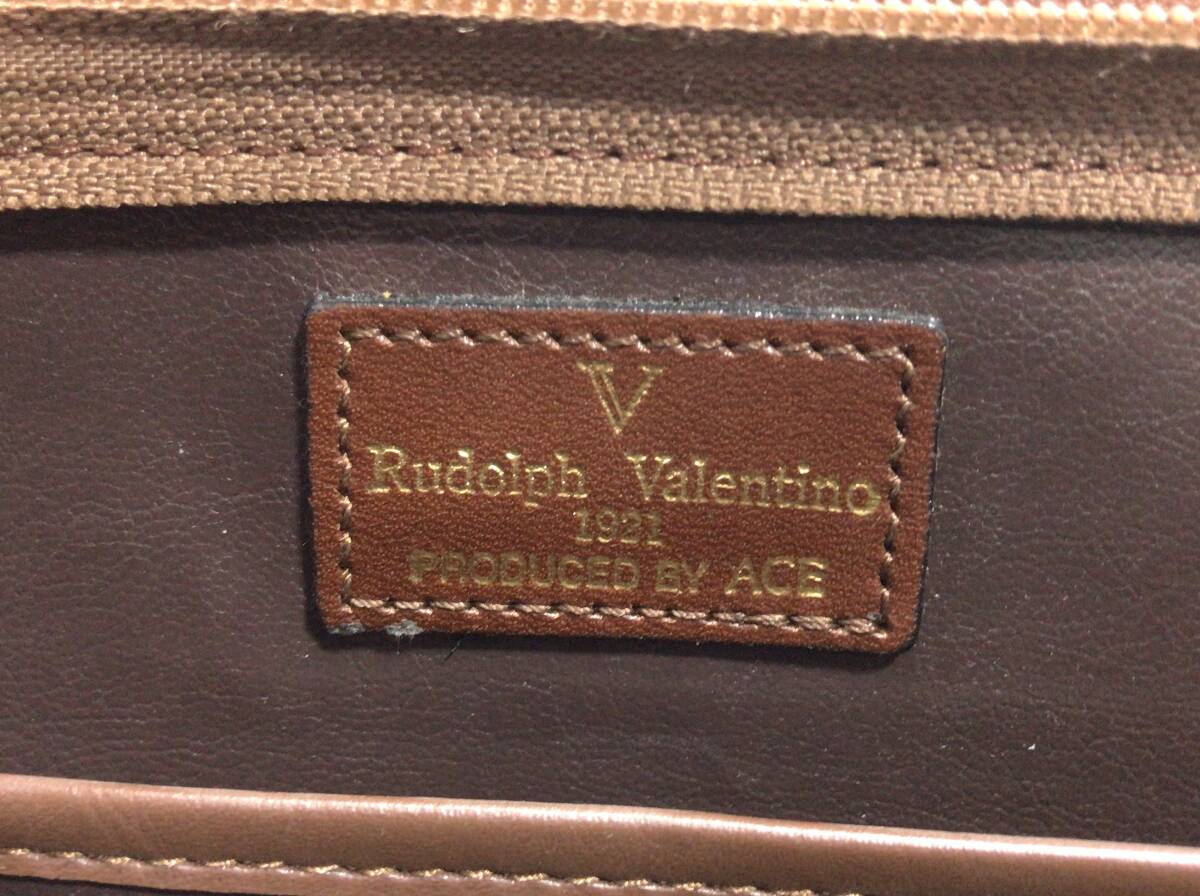 V
Rudolph Valentino
1921
PRODUCED BY ACE